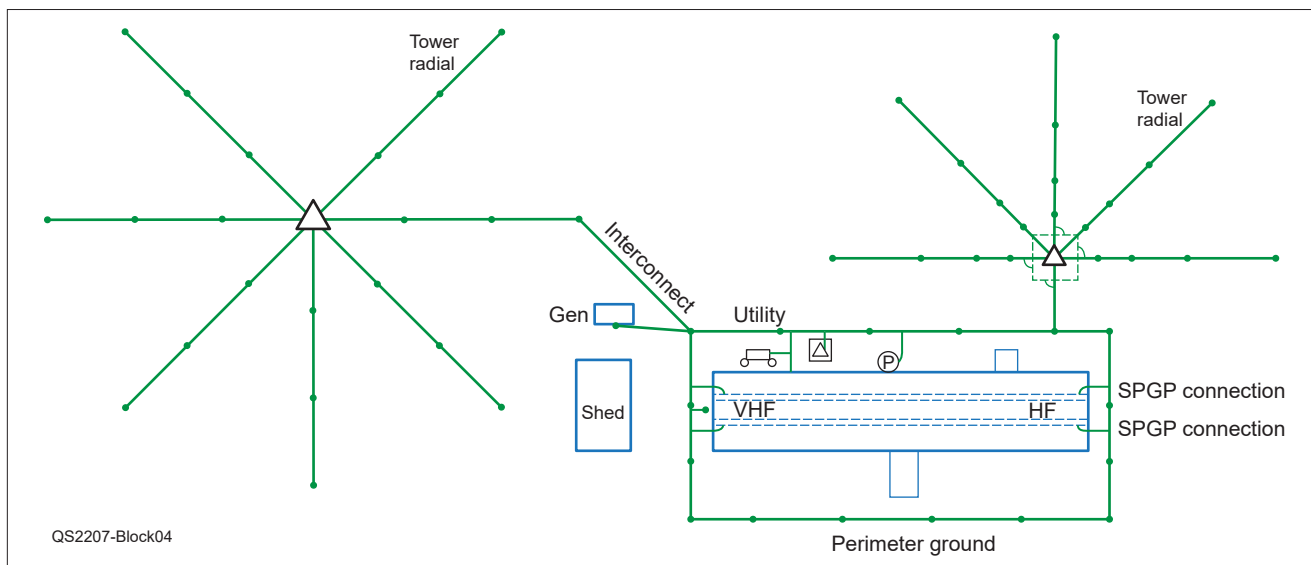 Tower
radial
Tower
radial
Interconnect
Gen
Utility
P
Shed
VHF
HF
SPGP connection
SPGP connection
QS2207-Block04
Perimeter ground